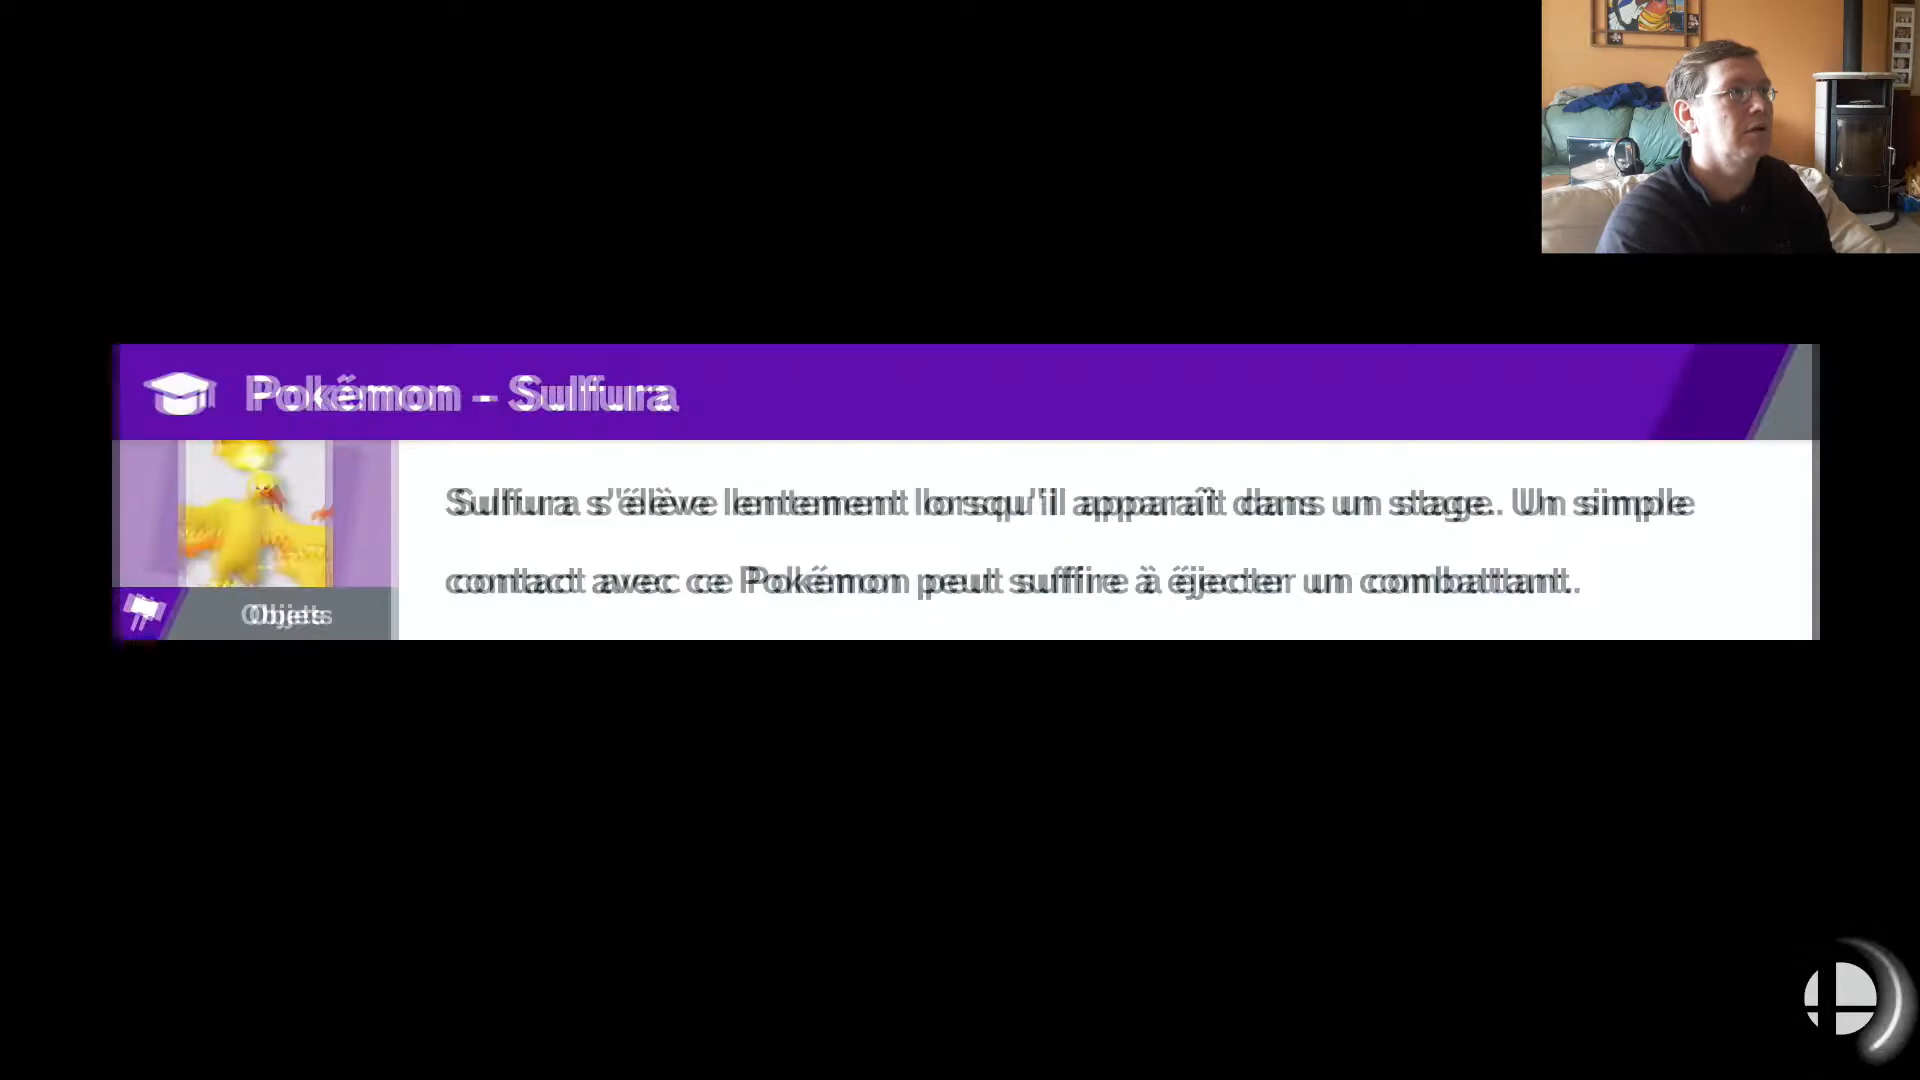 Pokémon – Sulfura
Sulfura s'élève lentement lorsqu'il apparaît dans un stage. Un simple
contact avec ce Pokémon peut suffire à éjecter un combattant.
Objets